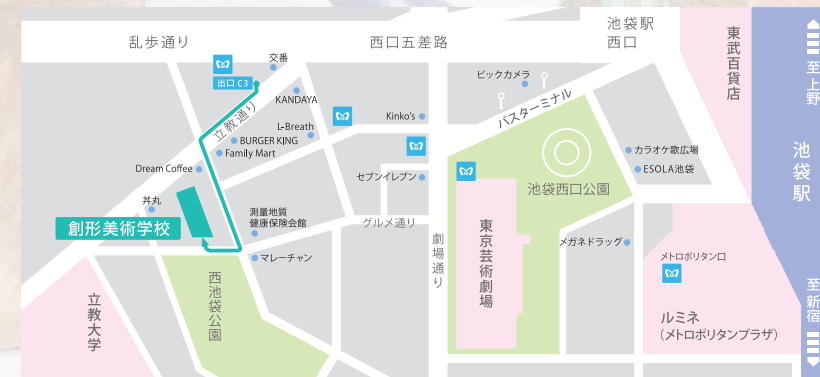 乱歩通り
西口五差路
池袋駅
西口
東武百貨店
至上野
池袋駅
至新宿
交番
出口 C3
KANDAYA
立教通り
L-Breath
BURGER KING
Family Mart
Dream Coffee
丼丸
創形美術学校
測量地質
健康保険会館
マレーチャン
立教大学
西池袋公園
Kinko's
セブンイレブン
グルメ通り
劇場通り
ビックカメラ
バスターミナル
池袋西口公園
東京芸術劇場
カラオケ歌広場
ESOLA池袋
メガネドラッグ
メトロポリタン口
ルミネ
（メトロポリタンプラザ）